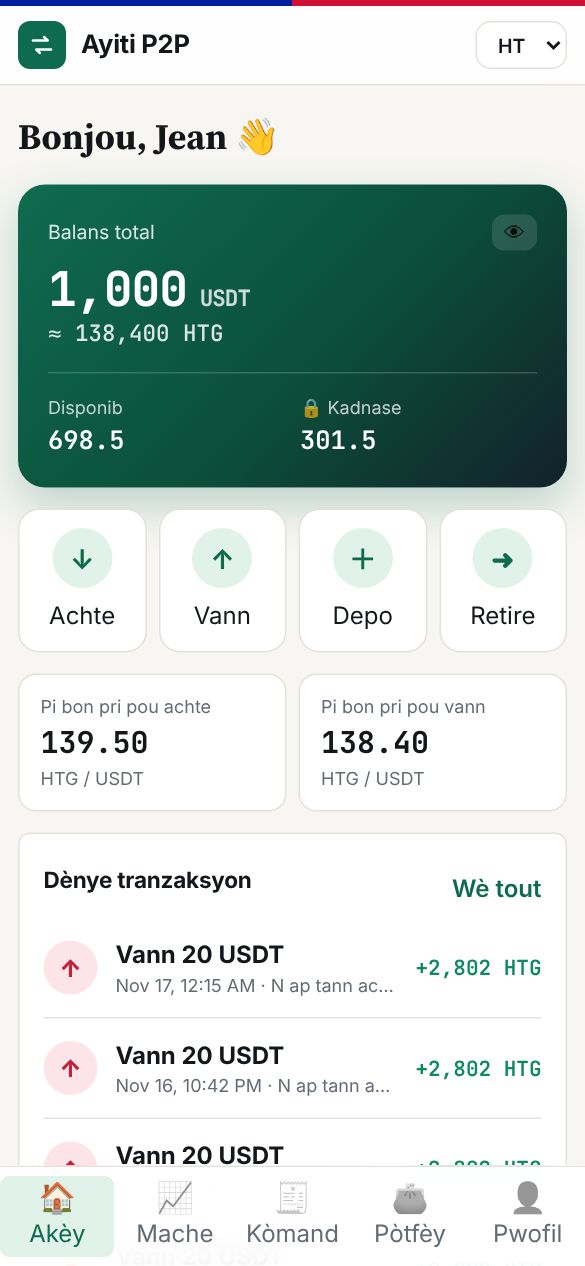 Ayiti P2P
HT
Bonjou, Jean 👋
Balans total
1,000 USDT
≈ 138,400 HTG
Disponib
🔒 Kadnase
698.5
301.5
Achte
Vann
Depo
Retire
Pi bon pri pou achte
139.50
HTG / USDT
Pi bon pri pou vann
138.40
HTG / USDT
Dènye tranzaksyon
Wè tout
Vann 20 USDT
Nov 17, 12:15 AM · N ap tann ac...
+2,802 HTG
Vann 20 USDT
Nov 16, 10:42 PM · N ap tann a...
+2,802 HTG
Vann 20 USDT
Akèy
Mache
Kòmand
Pòtfèy
Pwofil